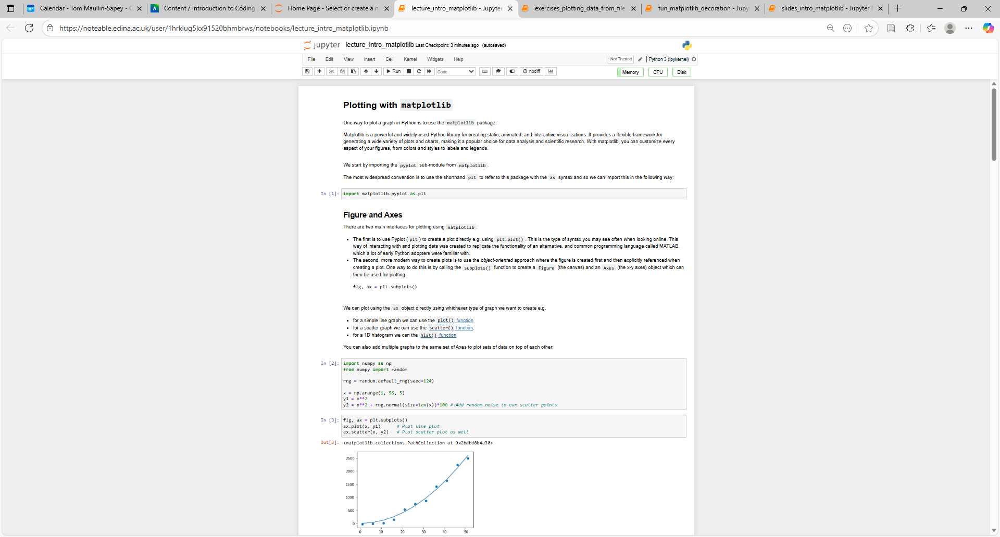 Calendar - Tom Maullin-Sapey -
Content / Introduction to Coding
Home Page - Select or create a n
lecture_intro_matplotlib - Jupyter
exercises_plotting_data_from_file
fun_matplotlib_decoration - Jupy
slides_intro_matplotlib - Jupyter
https://noteable.edina.ac.uk/user/1hrklug5kx91520bhmbrws/notebooks/lecture_intro_matplotlib.ipynb
jupyter lecture_intro_matplotlib Last Checkpoint: 3 minutes ago (autosaved)
File Edit View Insert Cell Kernel Widgets Help Not Trusted Python 3 (ipykernel)
Run Code nbdiff Memory CPU Disk
Plotting with matplotlib
One way to plot a graph in Python is to use the matplotlib package.
Matplotlib is a powerful and widely-used Python library for creating static, animated, and interactive visualizations. It provides a flexible framework for
generating a wide variety of plots and charts, making it a popular choice for data analysis and scientific research. With matplotlib, you can customize every
aspect of your figures, from colors and styles to labels and legends.
We start by importing the pyplot sub-module from matplotlib.
The most widespread convention is to use the shorthand plt to refer to this package with the as syntax and so we can import this in the following way:
In [1]: import matplotlib.pyplot as plt
Figure and Axes
There are two main interfaces for plotting using matplotlib.
• The first is to use Pyplot (plt) to create a plot directly e.g. using plt.plot(). This is the type of syntax you may see often when looking online. This
way of interacting with and plotting data was created to replicate the functionality of an alternative, and common programming language called MATLAB,
which a lot of early Python adopters were familiar with.
• The second, more modern way to create plots is to use the object-oriented approach where the figure is created first and then explicitly referenced when
creating a plot. One way to do this is by calling the subplots() function to create a Figure (the canvas) and an Axes (the x-y axes) object which can
then be used for plotting.
fig, ax = plt.subplots()
We can plot using the ax object directly using whichever type of graph we want to create e.g.
• for a simple line graph we can use the plot() function
• for a scatter graph we can use the scatter() function.
• for a 1D histogram we can the hist() function
You can also add multiple graphs to the same set of Axes to plot sets of data on top of each other:
In [2]: import numpy as np
from numpy import random
rng = random.default_rng(seed=124)
x = np.arange(1, 56, 5)
y1 = x**2
y2 = x**2 + rng.normal(size=len(x))*100 # Add random noise to our scatter points
In [3]: fig, ax = plt.subplots()
ax.plot(x, y1) # Plot line plot
ax.scatter(x, y2) # Plot scatter plot as well
Out[3]: <matplotlib.collections.PathCollection at 0x2bdbd8b4a30>
2500
2000
1500
1000
500
0
0 10 20 30 40 50